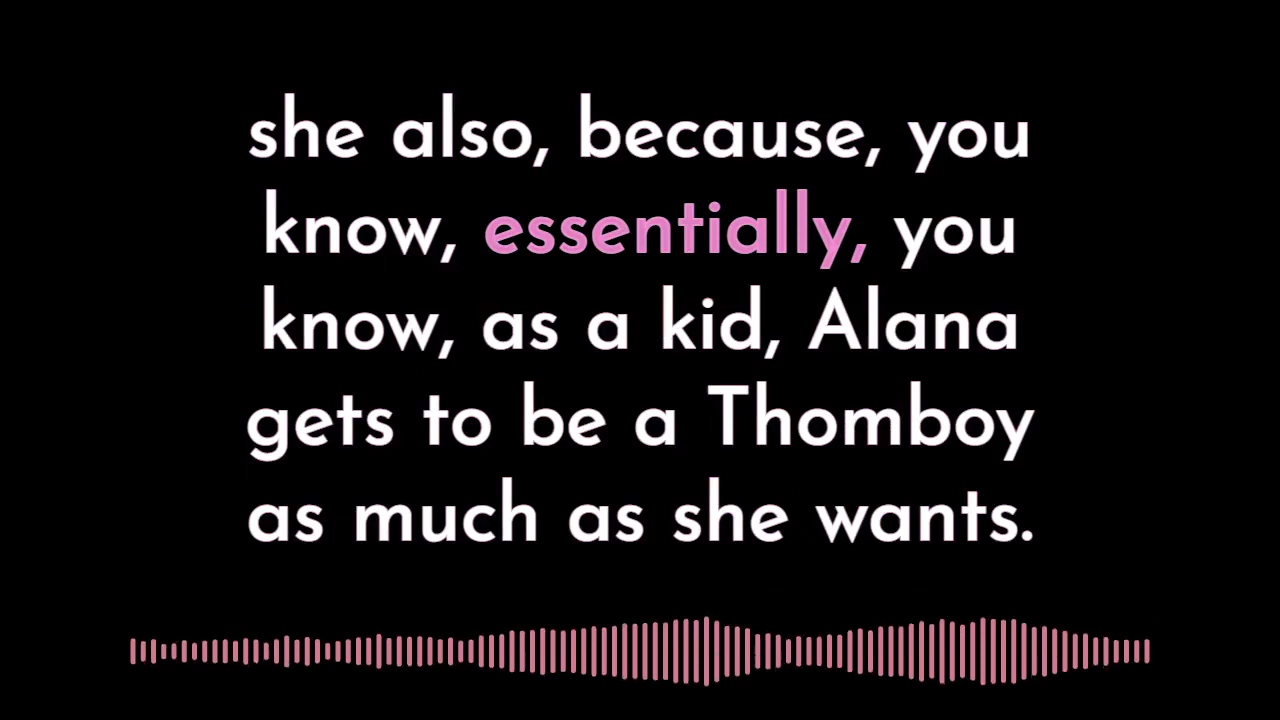 she also, because, you
know, essentially, you
know, as a kid, Alana
gets to be a Thomboy
as much as she wants.